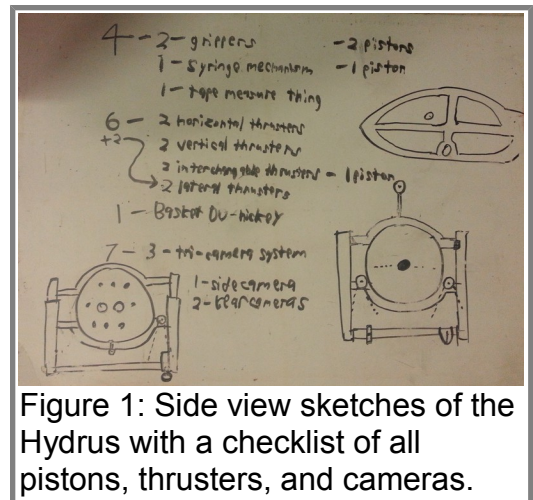 4 - 2 - grippers - 2 pistons
1 - syringe mechanism - 1 piston
1 - tape measure thing
6 - 2 horizontal thrusters
+2 2 vertical thrusters
2 interchangable thrusters - 1 piston
2 lateral thrusters
1 - Basket Du-hickey
7 - 3 - tri-camera system
1 - side camera
2 - rear cameras
Figure 1: Side view sketches of the
Hydrus with a checklist of all
pistons, thrusters, and cameras.